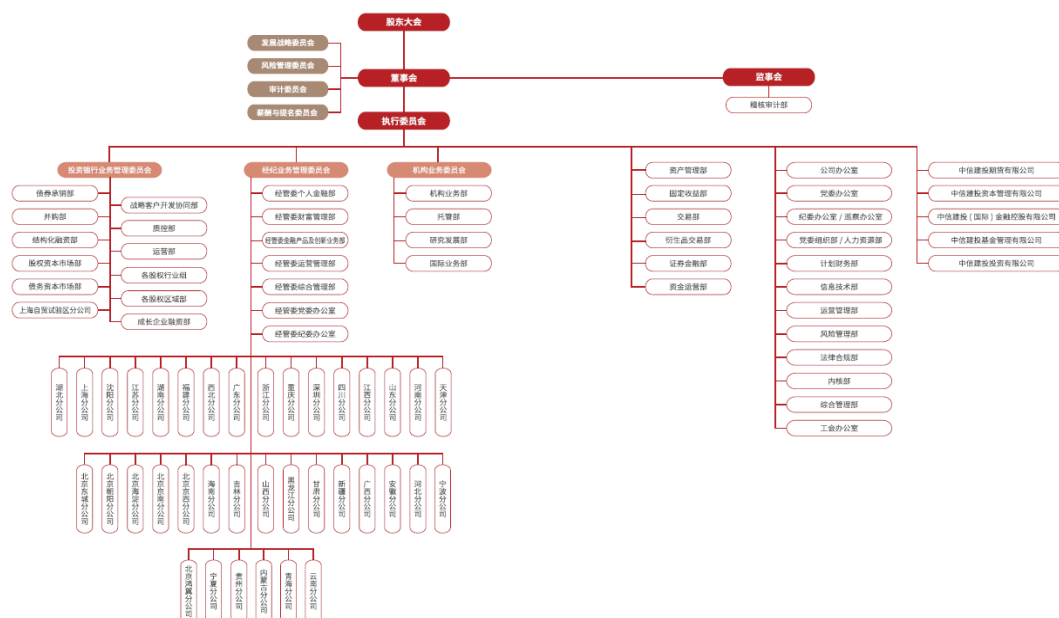 股东大会
发展战略委员会
风险管理委员会
审计委员会
薪酬与提名委员会
董事会
监事会
稽核审计部
执行委员会
投资银行业务管理委员会
债券承销部
并购部
结构化融资部
股权资本市场部
债务资本市场部
上海自贸试验区分公司
战略客户开发协同部
质控部
运营部
各股权行业组
各股权区域部
成长企业融资部
经纪业务管理委员会
经管委个人金融部
经管委财富管理部
经管委金融产品及创新业务部
经管委运营管理部
经管委综合管理部
经管委党委办公室
经管委纪委办公室
机构业务委员会
机构业务部
托管部
研究发展部
国际业务部
资产管理部
固定收益部
交易部
衍生品交易部
证券金融部
资金运营部
公司办公室
党委办公室
纪委办公室 / 巡察办公室
党委组织部 / 人力资源部
计划财务部
信息技术部
运营管理部
风险管理部
法律合规部
内核部
综合管理部
工会办公室
中信建投期货有限公司
中信建投资本管理有限公司
中信建投 ( 国际 ) 金融控股有限公司
中信建投基金管理有限公司
中信建投投资有限公司
湖北分公司
上海分公司
沈阳分公司
江苏分公司
湖南分公司
福建分公司
西北分公司
广东分公司
浙江分公司
重庆分公司
深圳分公司
四川分公司
江西分公司
山东分公司
河南分公司
天津分公司
北京东城分公司
北京朝阳分公司
北京海淀分公司
北京京南分公司
北京京西分公司
海南分公司
吉林分公司
山西分公司
黑龙江分公司
甘肃分公司
新疆分公司
广西分公司
安徽分公司
河北分公司
宁波分公司
北京鸿翼分公司
宁夏分公司
贵州分公司
内蒙古分公司
青海分公司
云南分公司